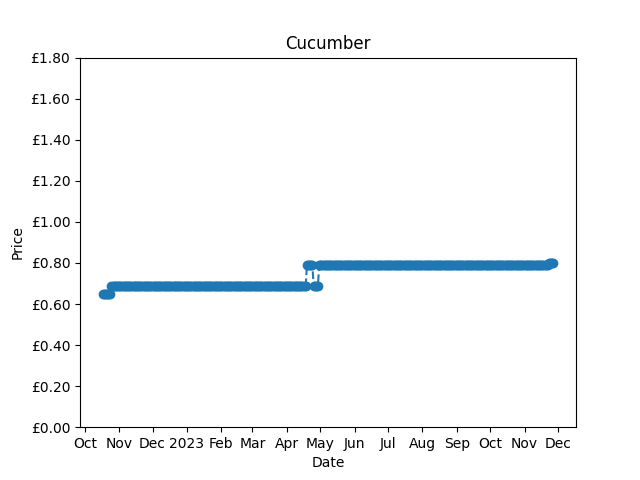 Cucumber
£1.80
£1.60
£1.40
£1.20
£1.00
£0.80
£0.60
£0.40
£0.20
£0.00
Price
Oct Nov Dec 2023 Feb Mar Apr May Jun Jul Aug Sep Oct Nov Dec
Date